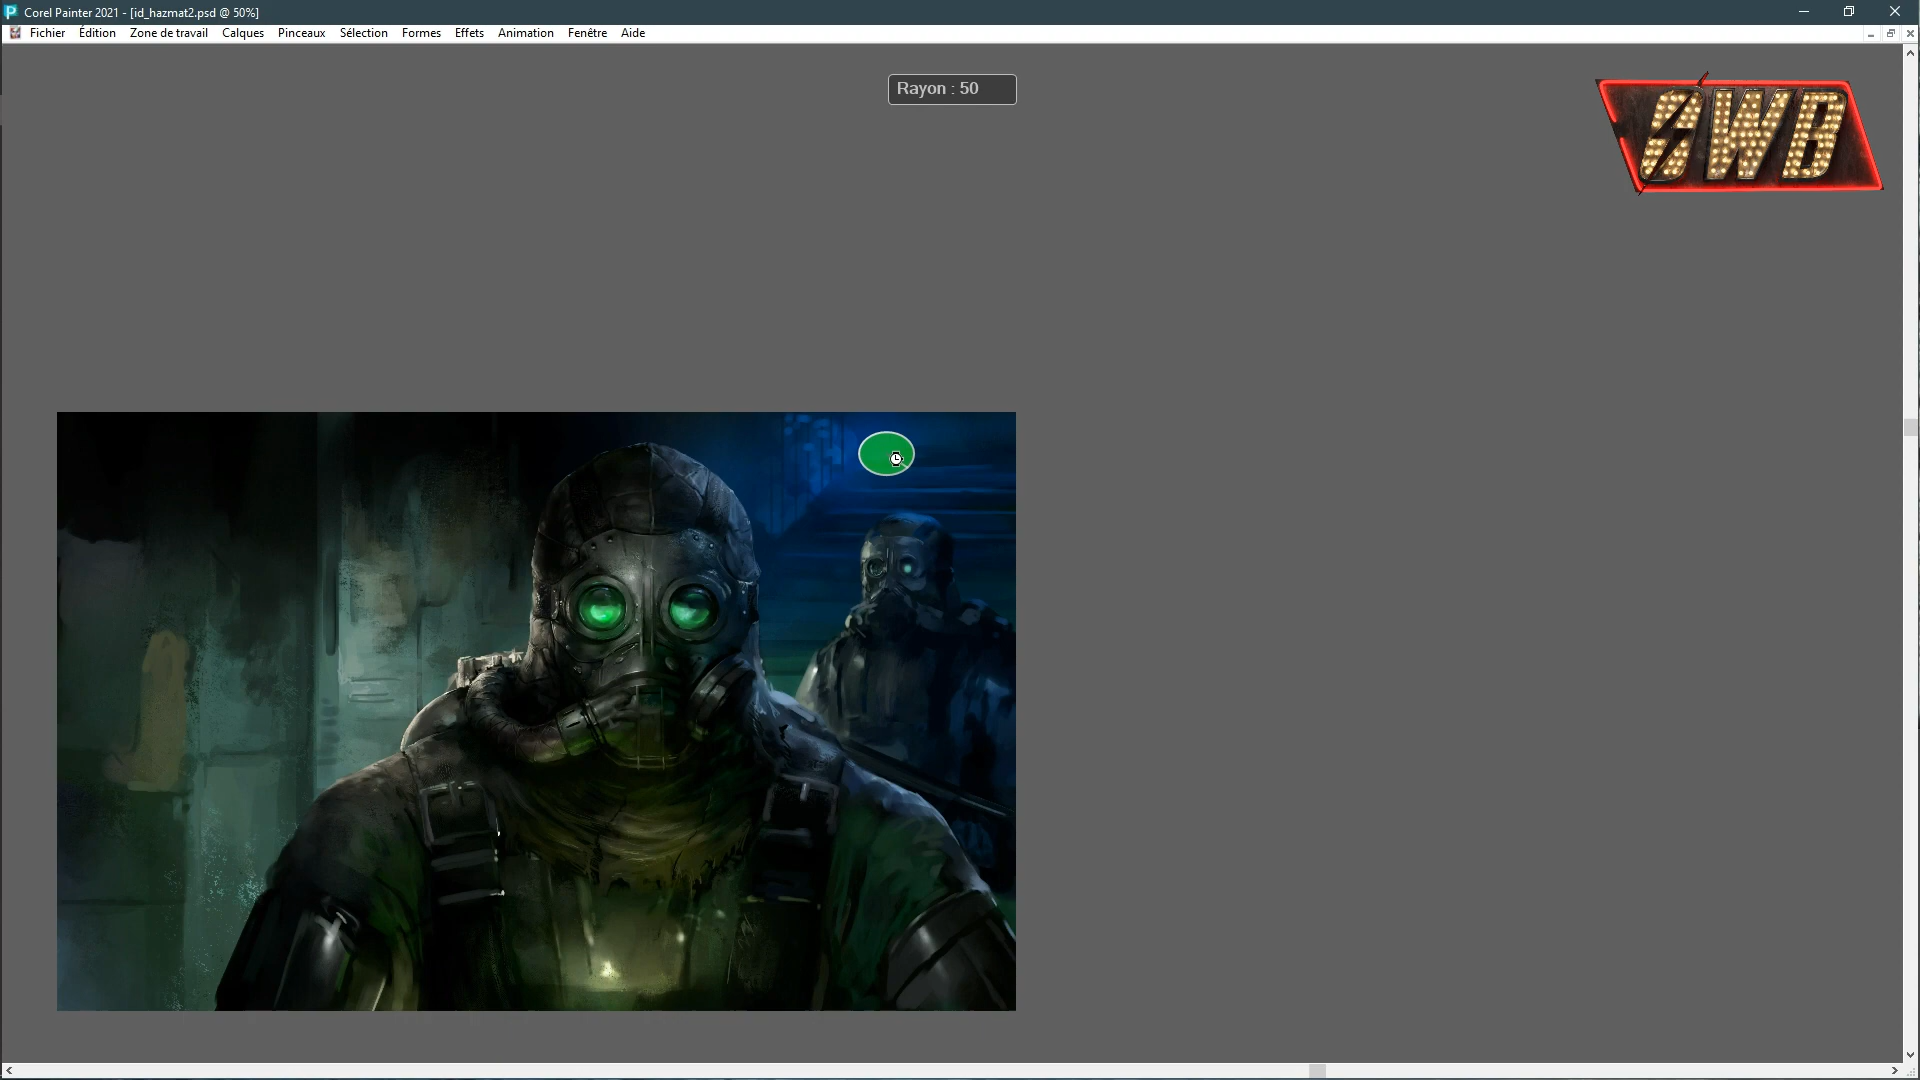 Corel Painter 2021 - [id_hazmat2.psd @ 50%]
Fichier Édition Zone de travail Calques Pinceaux Sélection Formes Effets Animation Fenêtre Aide
Rayon : 50
GWB